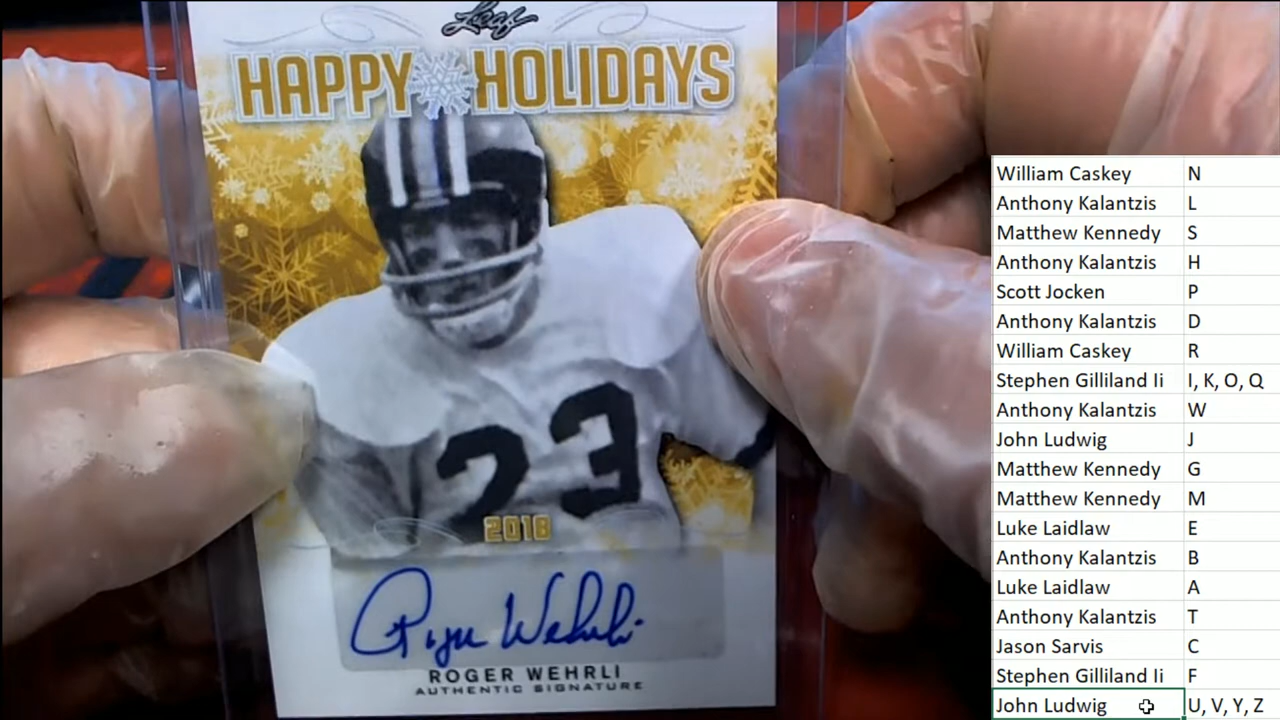 Leaf
HAPPY HOLIDAYS
23
2018
Roger Wehrli
ROGER WEHRLI
AUTHENTIC SIGNATURE
William Caskey N
Anthony Kalantzis L
Matthew Kennedy S
Anthony Kalantzis H
Scott Jocken P
Anthony Kalantzis D
William Caskey R
Stephen Gilliland Ii I, K, O, Q
Anthony Kalantzis W
John Ludwig J
Matthew Kennedy G
Matthew Kennedy M
Luke Laidlaw E
Anthony Kalantzis B
Luke Laidlaw A
Anthony Kalantzis T
Jason Sarvis C
Stephen Gilliland Ii F
John Ludwig U, V, Y, Z